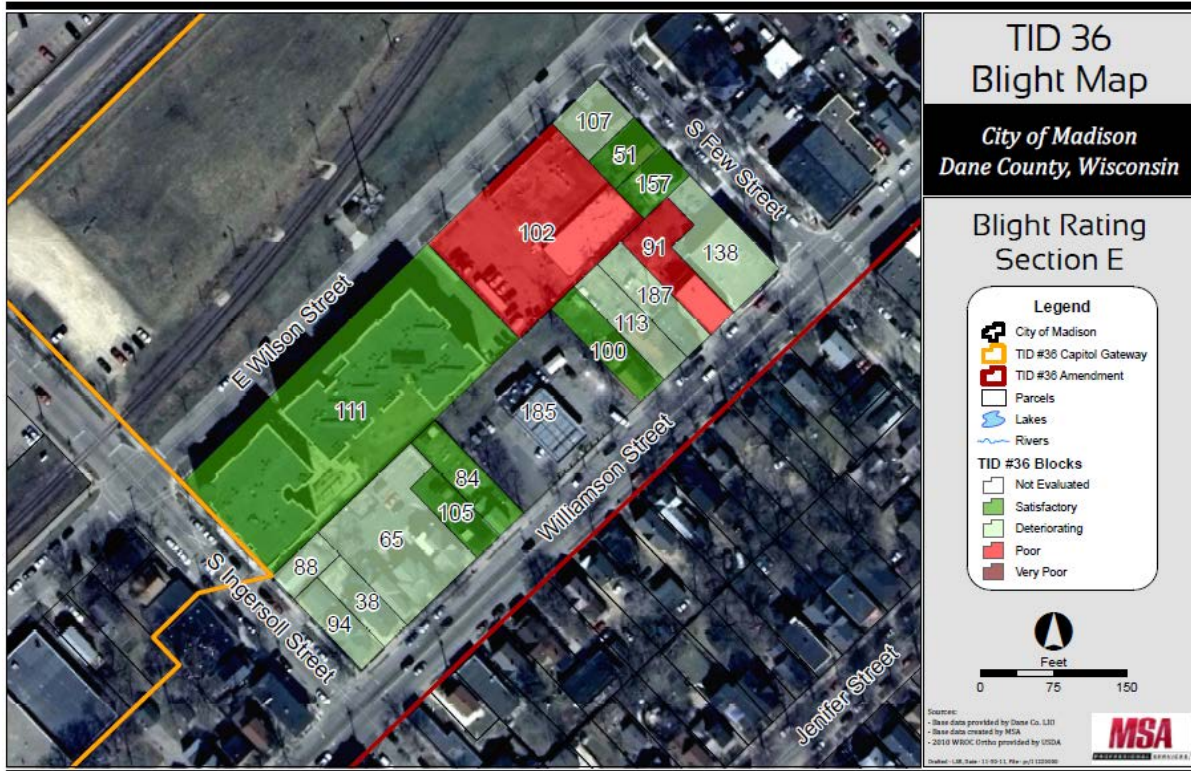 TID 36
Blight Map
City of Madison
Dane County, Wisconsin
Blight Rating
Section E
Legend
City of Madison
TID #36 Capitol Gateway
TID #36 Amendment
Parcels
Lakes
Rivers
TID #36 Blocks
Not Evaluated
Satisfactory
Deteriorating
Poor
Very Poor
Feet
0 75 150
Sources:
- Base data provided by Dane Co. LIO
- Base data created by MSA
- 2010 WROC Ortho provided by USDA
MSA
PROFESSIONAL SERVICES
E Wilson Street
S Few Street
S Ingersoll Street
Williamson Street
Jenifer Street
107
51
157
102
91
138
187
113
100
111
185
84
105
65
88
38
94